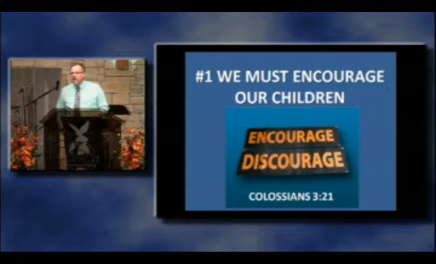 #1 WE MUST ENCOURAGE
OUR CHILDREN
ENCOURAGE
DISCOURAGE
COLOSSIANS 3:21